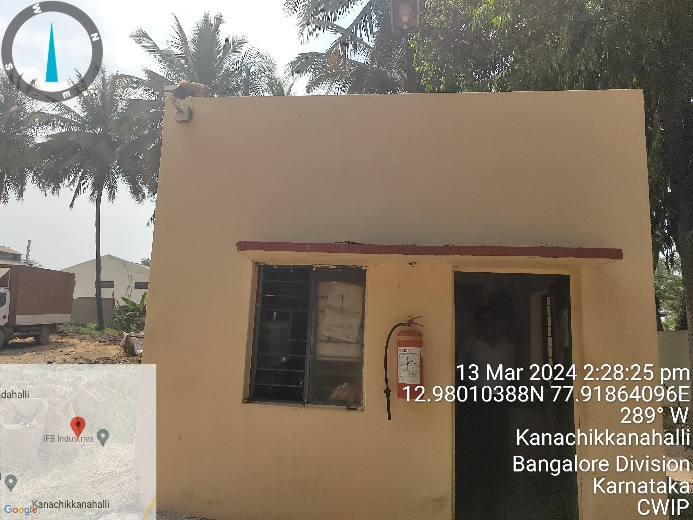 N
W
S
E
13 Mar 2024 2:28:25 pm
12.98010388N 77.91864096E
289° W
Kanachikkanahalli
Bangalore Division
Karnataka
CWIP
dahalli
IFB Industries
Kanachikkanahalli
Google